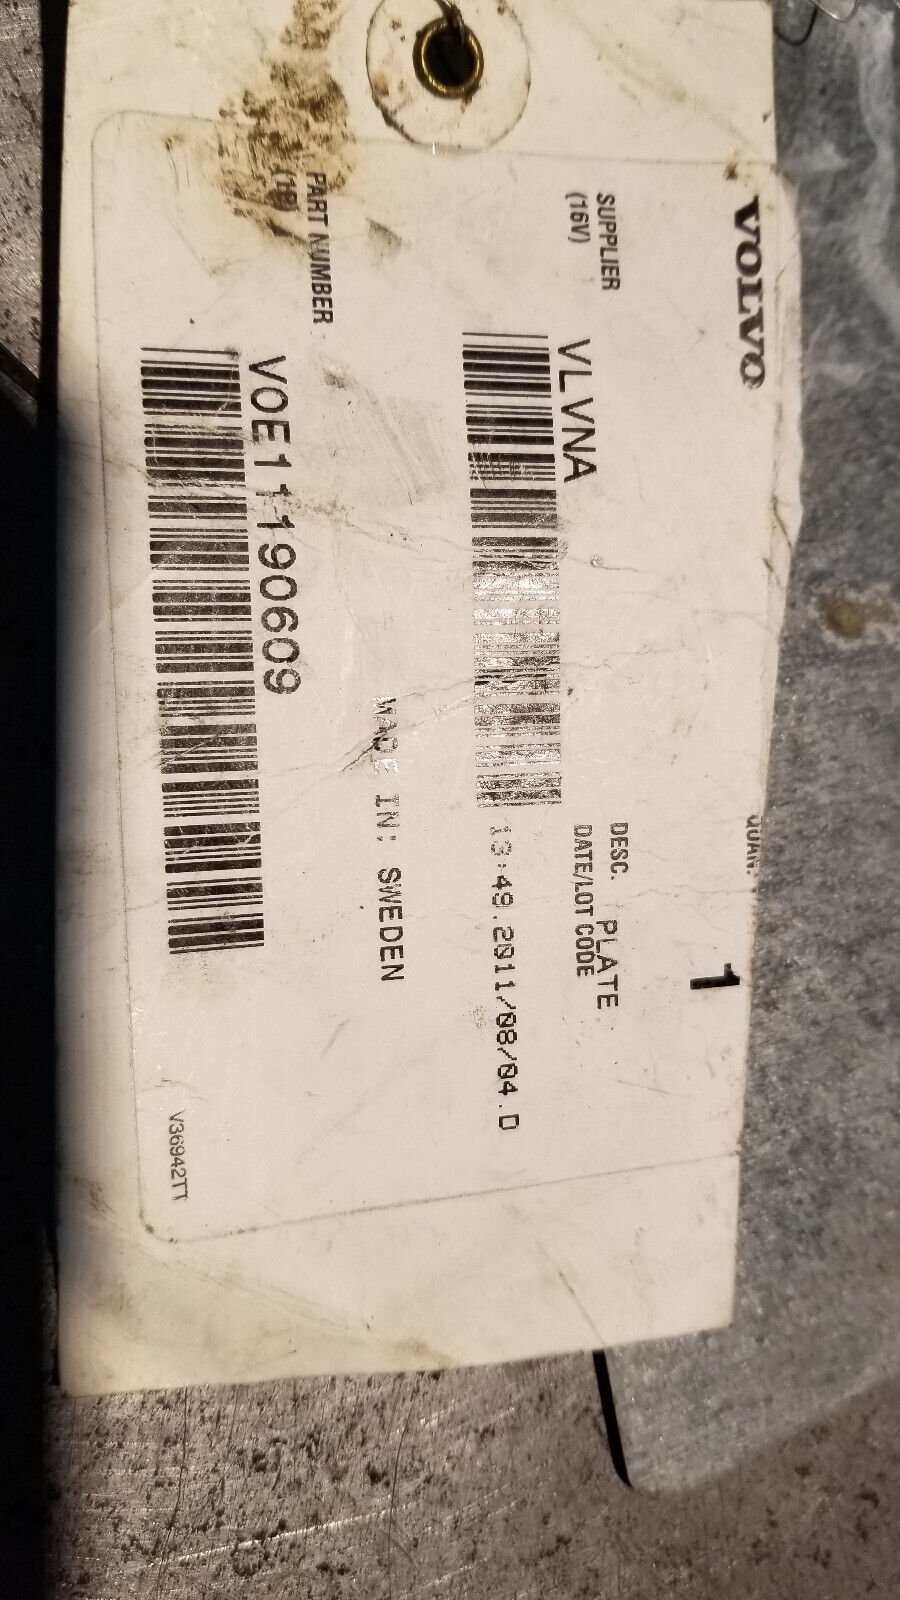 VOLVO
QUAN.
1
SUPPLIER
(16V)
VLVNA
DESC. PLATE
DATE/LOT CODE
13:49.2011/08/04.D
MADE IN: SWEDEN
PART NUMBER
VOE11190609
V36942TT